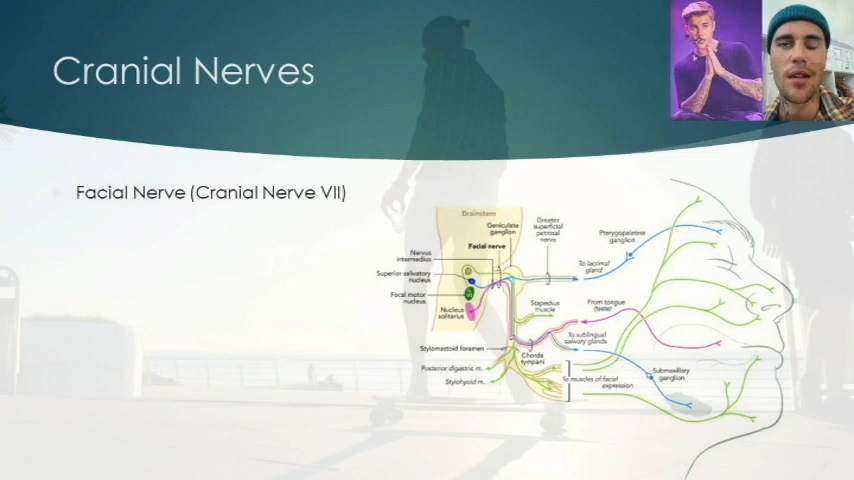 Cranial Nerves
Facial Nerve (Cranial Nerve VII)
Brainstem
Geniculate
ganglion
Greater
superficial
petrosal
nerve
Pterygopalatine
ganglion
Facial nerve
Nervus
intermedius
To lacrimal
gland
Superior salivatory
nucleus
Facal motor
nucleus
Nucleus
solitarius
Stapedius
muscle
From tongue
(taste)
To sublingual
salivary glands
Stylomastoid foramen
Chorda
tympani
Posterior digastric m.
Stylohyoid m.
To muscles of facial
expression
Submaxillary
ganglion